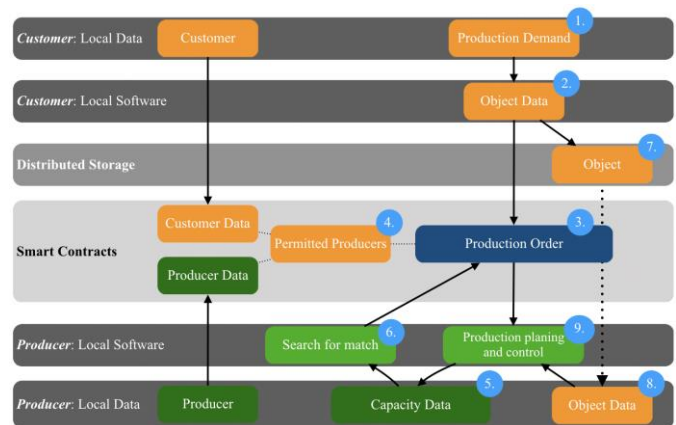 Customer: Local Data
Customer
Production Demand
1.
Customer: Local Software
Object Data
2.
Distributed Storage
Object
7.
Smart Contracts
Customer Data
Producer Data
Permitted Producers
4.
Production Order
3.
Producer: Local Software
Search for match
6.
Production planing
and control
9.
Producer: Local Data
Producer
Capacity Data
5.
Object Data
8.